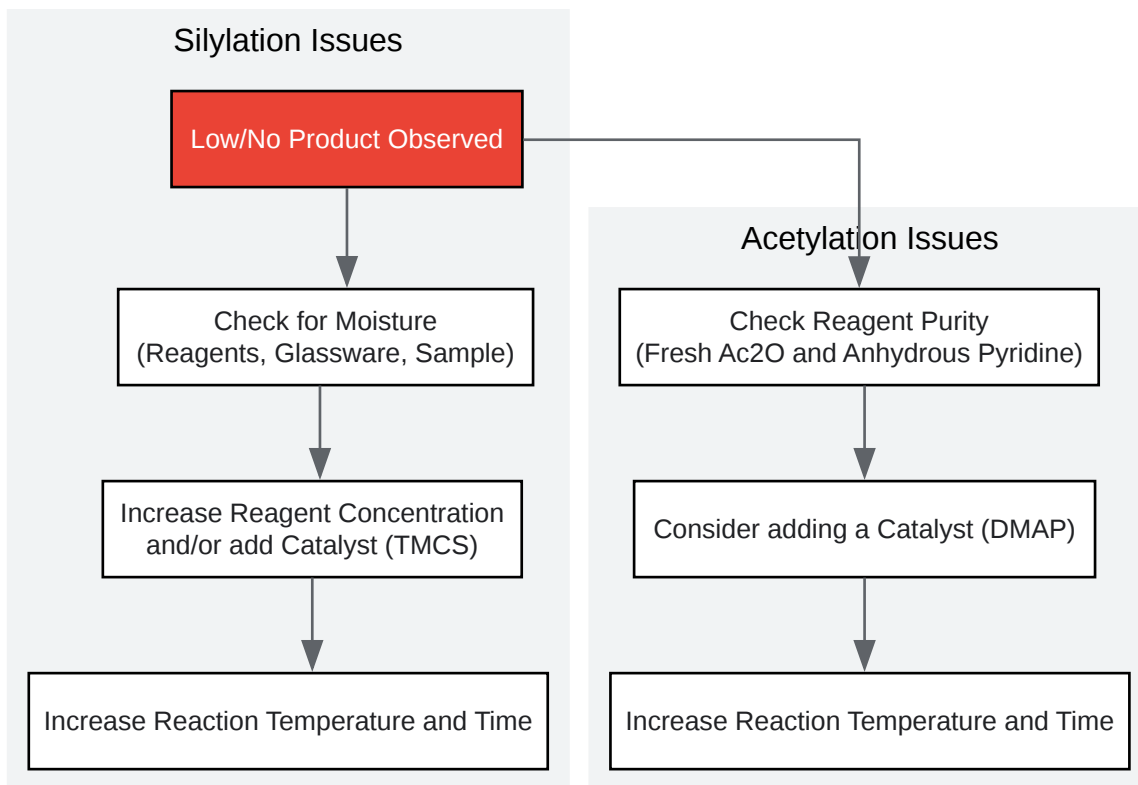 Silylation Issues
Low/No Product Observed
Check for Moisture
(Reagents, Glassware, Sample)
Increase Reagent Concentration
and/or add Catalyst (TMCS)
Increase Reaction Temperature and Time
Acetylation Issues
Check Reagent Purity
(Fresh Ac2O and Anhydrous Pyridine)
Consider adding a Catalyst (DMAP)
Increase Reaction Temperature and Time